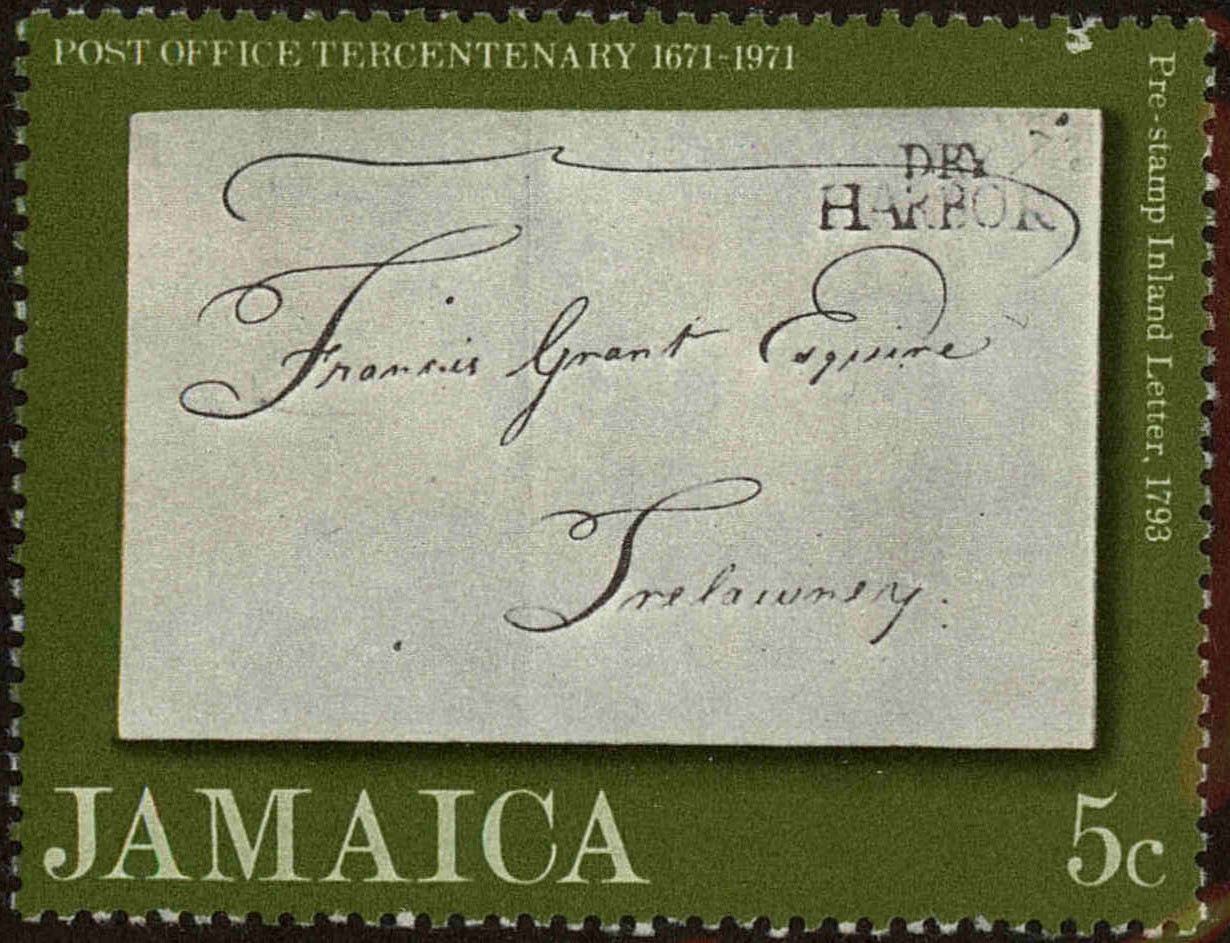 POST OFFICE TERCENTENARY 1671-1971
Pre-stamp Inland Letter, 1793
DRY
HARBOR
Francis Grant Esquire
Trelawney.
JAMAICA
5c